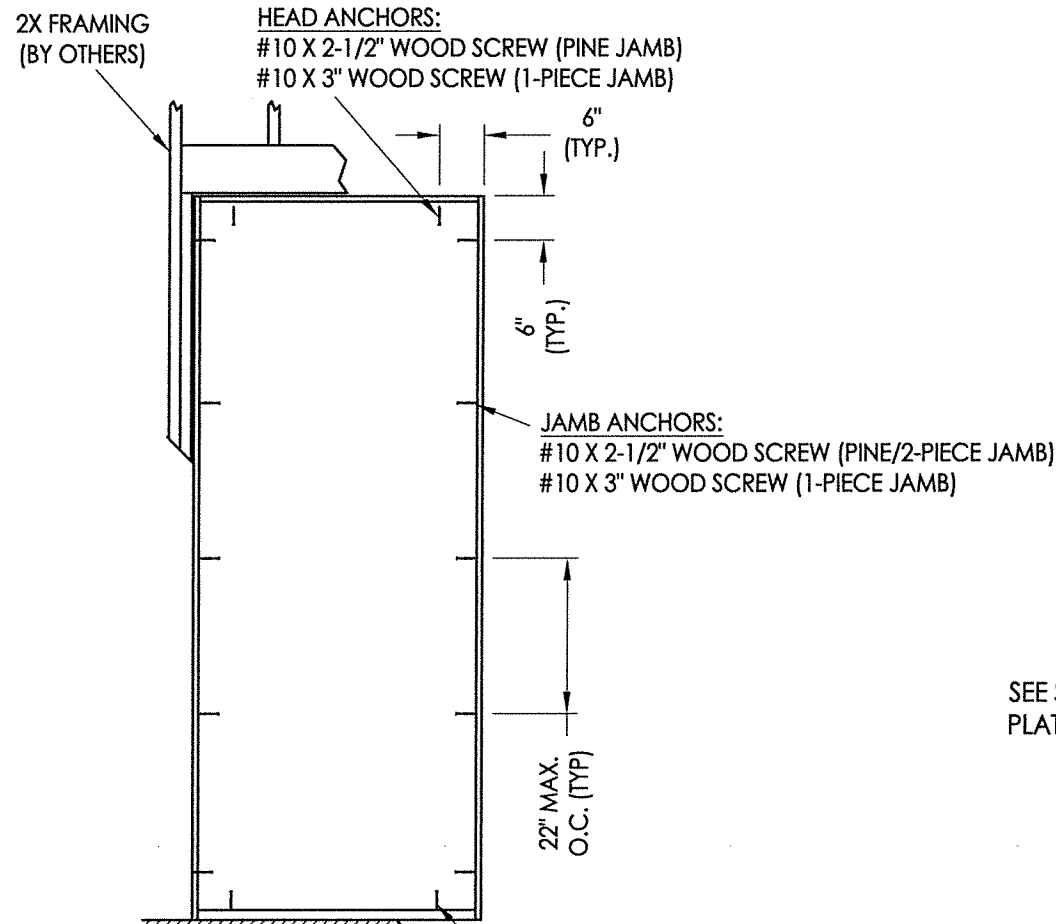 2X FRAMING
(BY OTHERS)
HEAD ANCHORS:
#10 X 2-1/2" WOOD SCREW (PINE JAMB)
#10 X 3" WOOD SCREW (1-PIECE JAMB)
6"
(TYP.)
6"
(TYP.)
JAMB ANCHORS:
#10 X 2-1/2" WOOD SCREW (PINE/2-PIECE JAMB)
#10 X 3" WOOD SCREW (1-PIECE JAMB)
22" MAX.
O.C. (TYP)
SEE